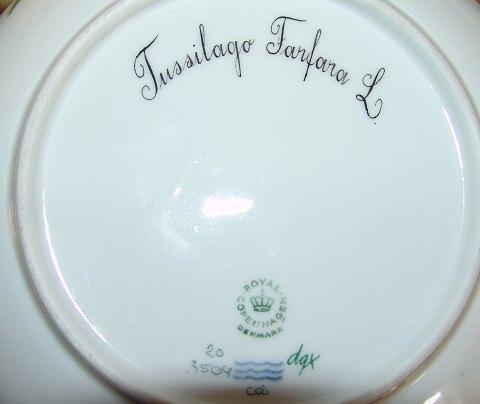 Tussilago Farfara L
ROYAL
COPENHAGEN
DENMARK
20
3504 dgx